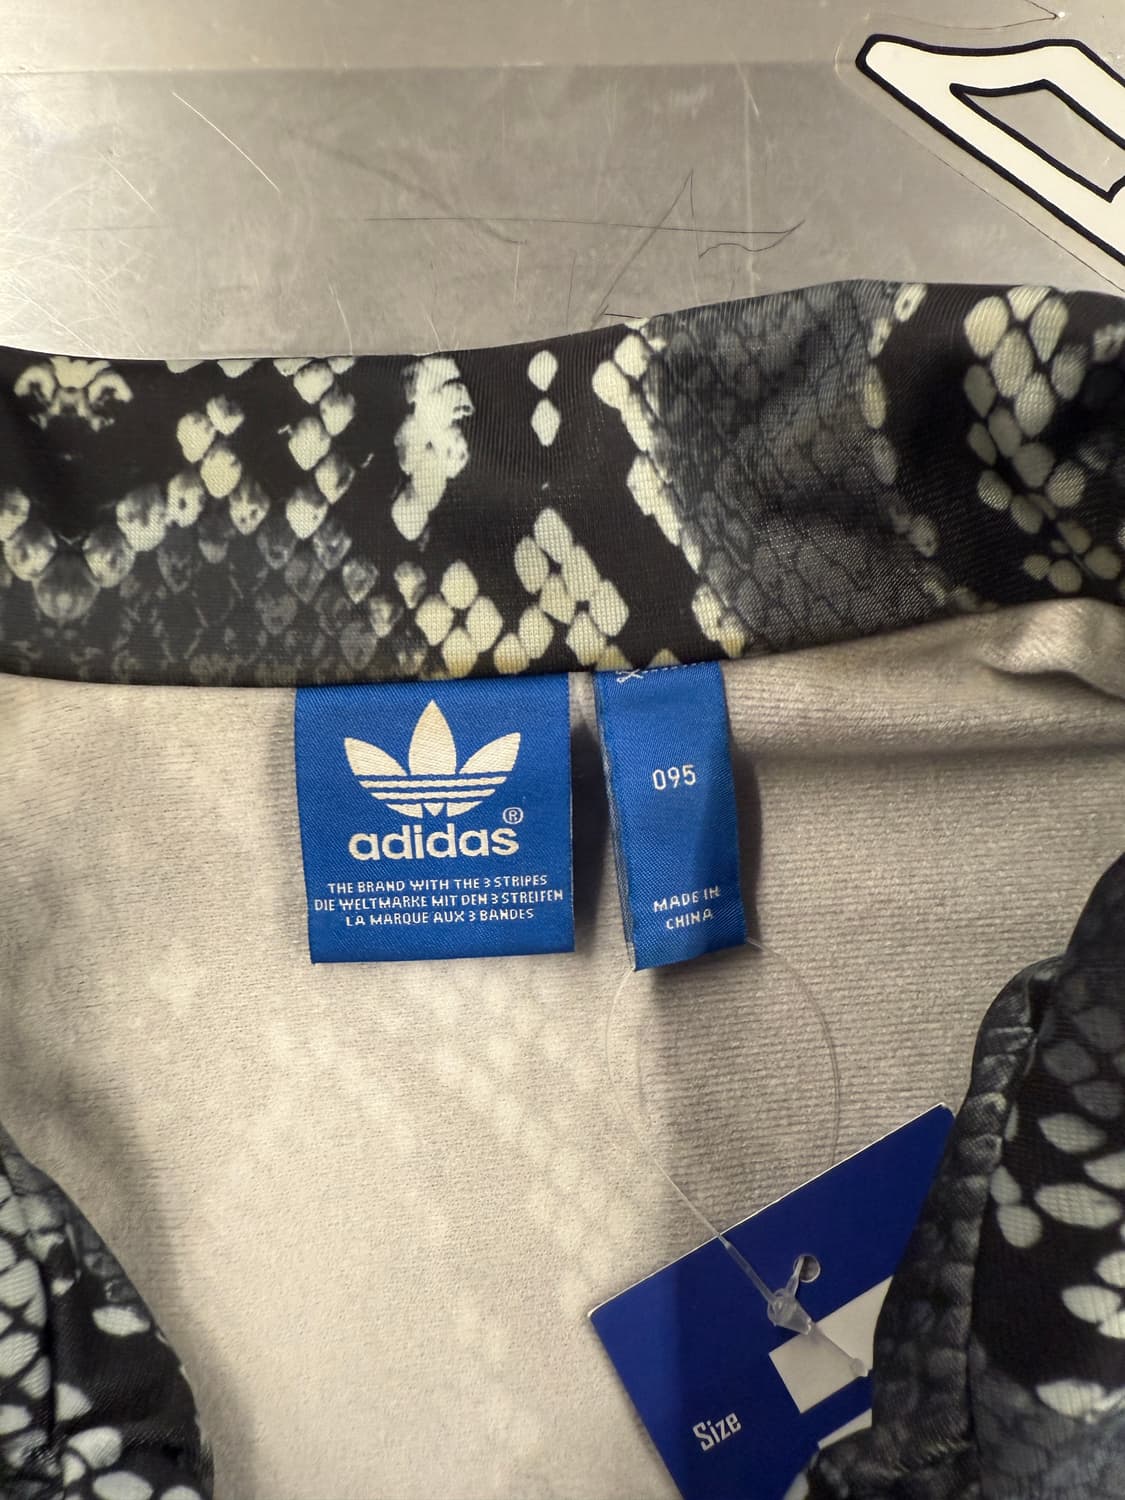 adidas®
THE BRAND WITH THE 3 STRIPES
DIE WELTMARKE MIT DEN 3 STREIFEN
LA MARQUE AUX 3 BANDES
095
MADE IN
CHINA
Size